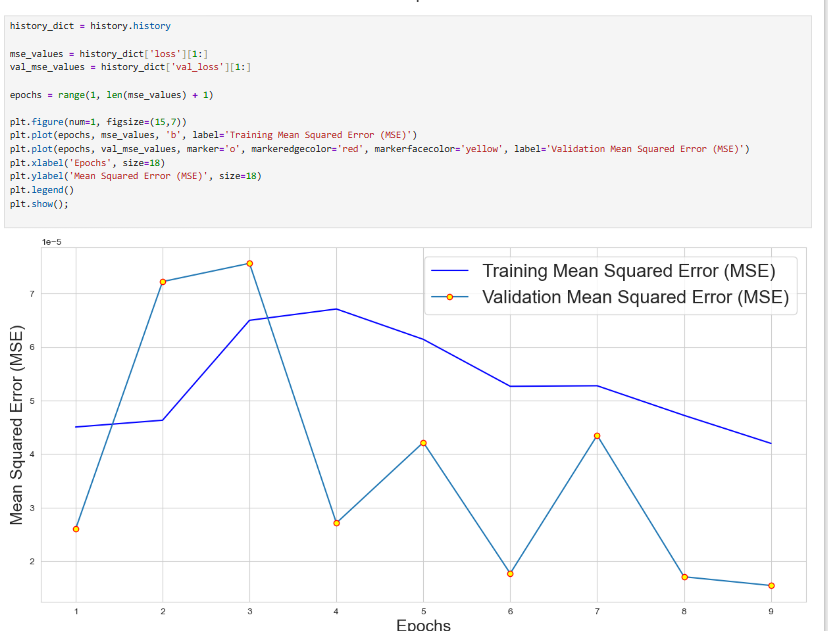 history_dict = history.history
mse_values = history_dict['loss'][1:]
val_mse_values = history_dict['val_loss'][1:]
epochs = range(1, len(mse_values) + 1)
plt.figure(num=1, figsize=(15,7))
plt.plot(epochs, mse_values, 'b', label='Training Mean Squared Error (MSE)')
plt.plot(epochs, val_mse_values, marker='o', markeredgecolor='red', markerfacecolor='yellow', label='Validation Mean Squared Error (MSE)')
plt.xlabel('Epochs', size=18)
plt.ylabel('Mean Squared Error (MSE)', size=18)
plt.legend()
plt.show();
1e-5
Training Mean Squared Error (MSE)
Validation Mean Squared Error (MSE)
7
6
5
4
3
2
Mean Squared Error (MSE)
1 2 3 4 5 6 7 8 9
Epochs